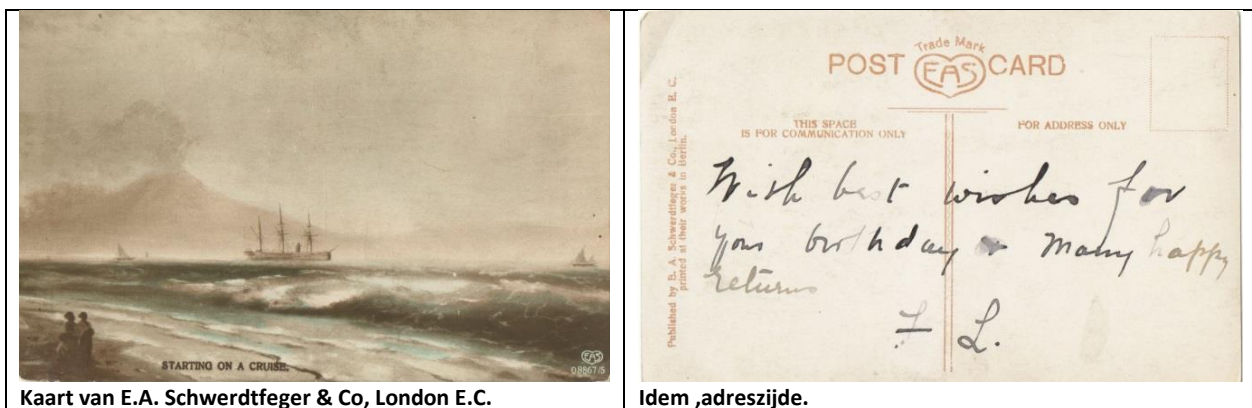 STARTING ON A CRUISE.
EAS
08867/5
Kaart van E.A. Schwerdtfeger & Co, London E.C.
Trade Mark
POST EAS CARD
THIS SPACE
IS FOR COMMUNICATION ONLY
FOR ADDRESS ONLY
Published by E. A. Schwerdtfeger & Co., London E. C.
printed at their works in Berlin.
With best wishes for
your birthday & Many happy
returns
F L.
Idem ,adreszijde.